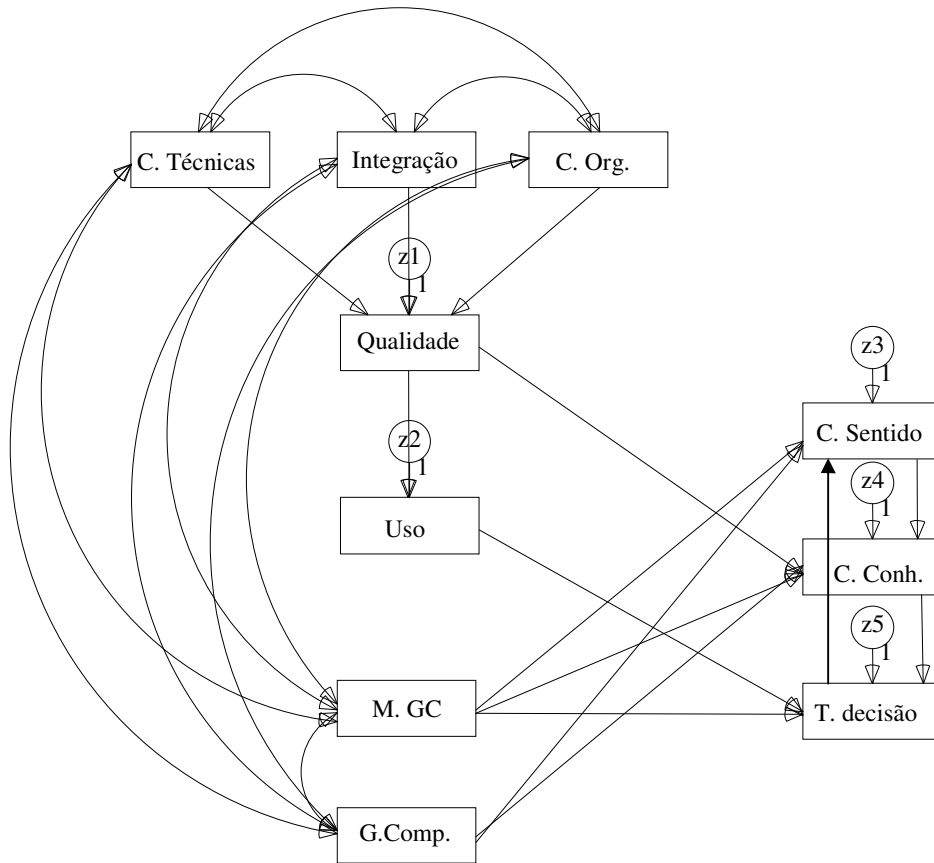 C. Técnicas
Integração
C. Org.
z1
1
Qualidade
z3
1
z2
1
C. Sentido
z4
1
Uso
C. Conh.
z5
1
M. GC
T. decisão
G.Comp.